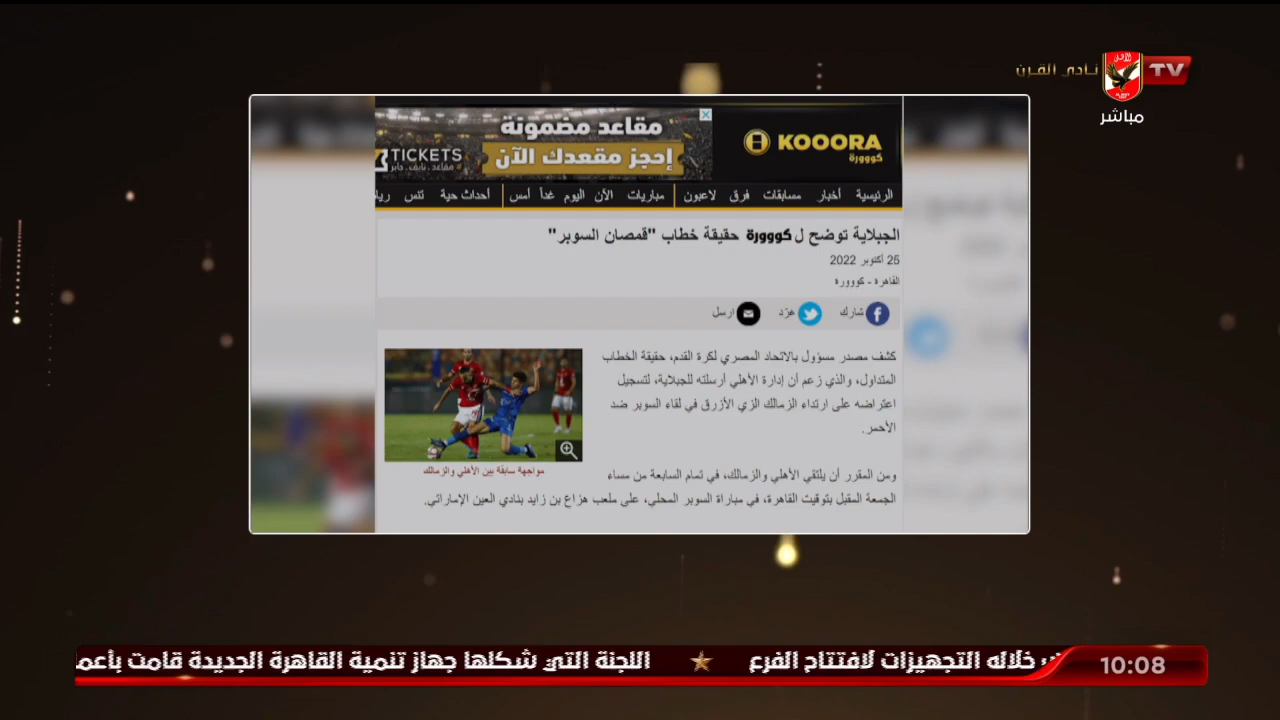 نادي القرن
TV
مباشر
مقاعد مضمونة
إحجز مقعدك الآن
TICKETS
KOOORA
كووورة
الرئيسية أخبار مسابقات فرق لاعبون مباريات الآن اليوم غداً أمس أحداث حية تنس ريا
الجبلاية توضح ل كووورة حقيقة خطاب "قمصان السوبر"
25 أكتوبر 2022
القاهرة - كووورة
شارك غرّد ارسل
كشف مصدر مسؤول بالاتحاد المصري لكرة القدم، حقيقة الخطاب
المتداول، والذي زعم أن إدارة الأهلي أرسلته للجبلاية، لتسجيل
اعتراضه على ارتداء الزمالك الزي الأزرق في لقاء السوبر ضد
الأحمر.
مواجهة سابقة بين الأهلي والزمالك
ومن المقرر أن يلتقي الأهلي والزمالك، في تمام السابعة من مساء
الجمعة المقبل بتوقيت القاهرة، في مباراة السوبر المحلي، على ملعب هزاع بن زايد بنادي العين الإماراتي.
خلاله التجهيزات لافتتاح الفرع ★ اللجنة التي شكلها جهاز تنمية القاهرة الجديدة قامت بأعم
10:08